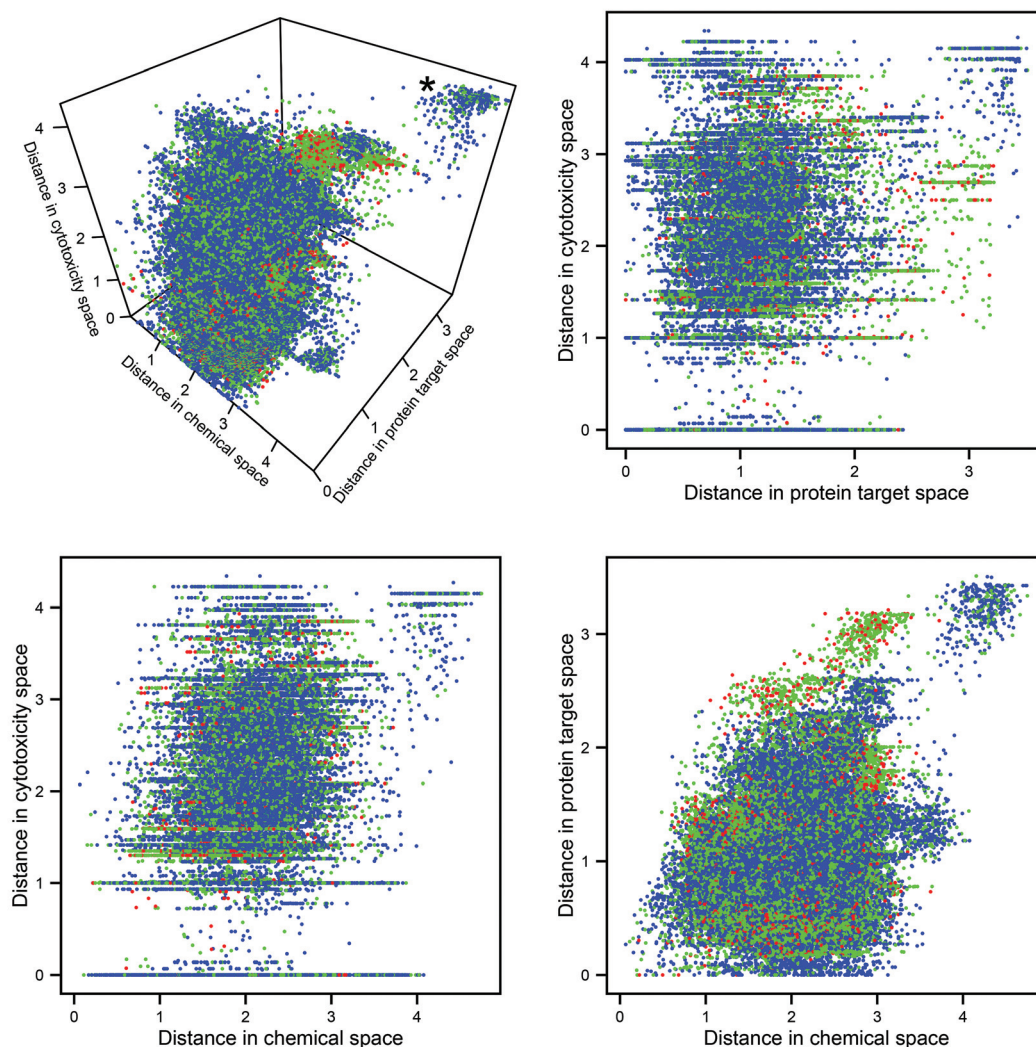 *
4
3
2
1
0
Distance in cytotoxicity space
1
2
3
4
Distance in chemical space
0
1
2
3
Distance in protein target space
4
3
2
1
0
Distance in cytotoxicity space
0 1 2 3
Distance in protein target space
4
3
2
1
0
Distance in cytotoxicity space
0 1 2 3 4
Distance in chemical space
3
2
1
0
Distance in protein target space
0 1 2 3 4
Distance in chemical space